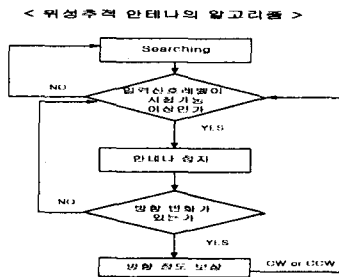 < 위성추적 안테나의 알고리즘 >
Searching
NO
입력신호레벨이
시청가능
이상인가
YES
안테나 정지
NO
방향 변화가
있는가
YES
방향 각도 보상
CW or CCW